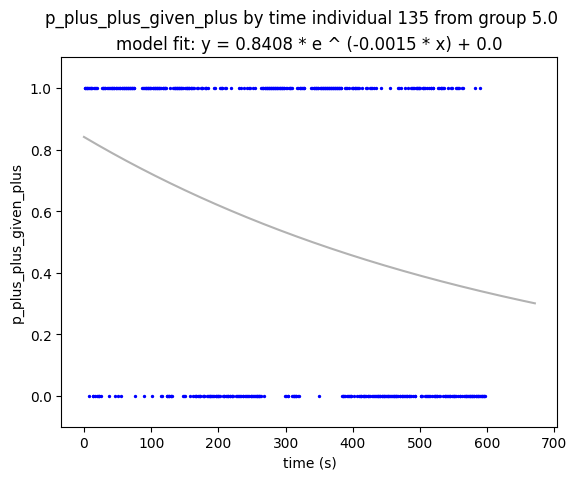 p_plus_plus_given_plus by time individual 135 from group 5.0
model fit: y = 0.8408 * e ^ (-0.0015 * x) + 0.0
1.0
0.8
0.6
0.4
0.2
0.0
p_plus_plus_given_plus
0 100 200 300 400 500 600 700
time (s)